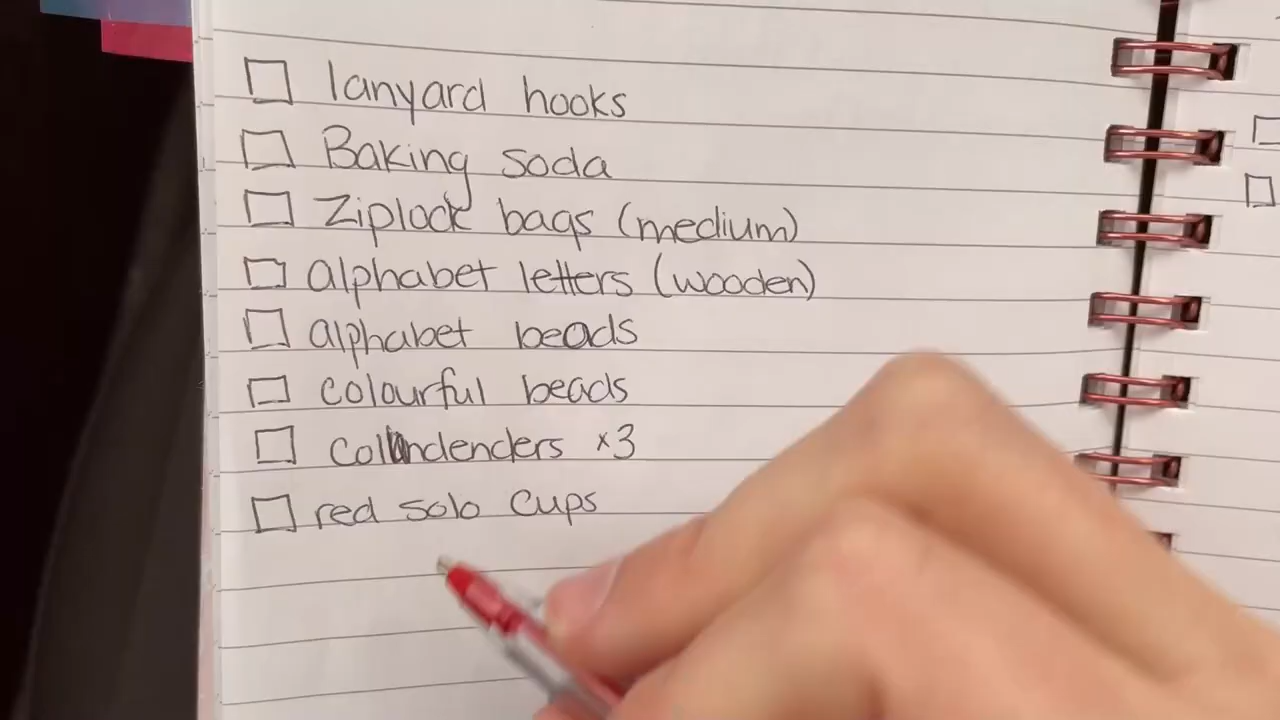 lanyard hooks
Baking soda
Ziplock bags (medium)
alphabet letters (wooden)
alphabet beads
colourful beads
collandenders x3
red solo cups